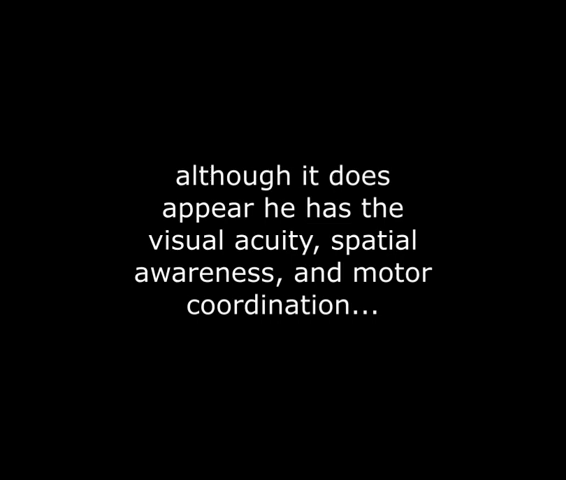 although it does
appear he has the
visual acuity, spatial
awareness, and motor
coordination...